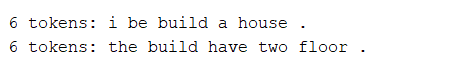 6 tokens: i be build a house .
6 tokens: the build have two floor .